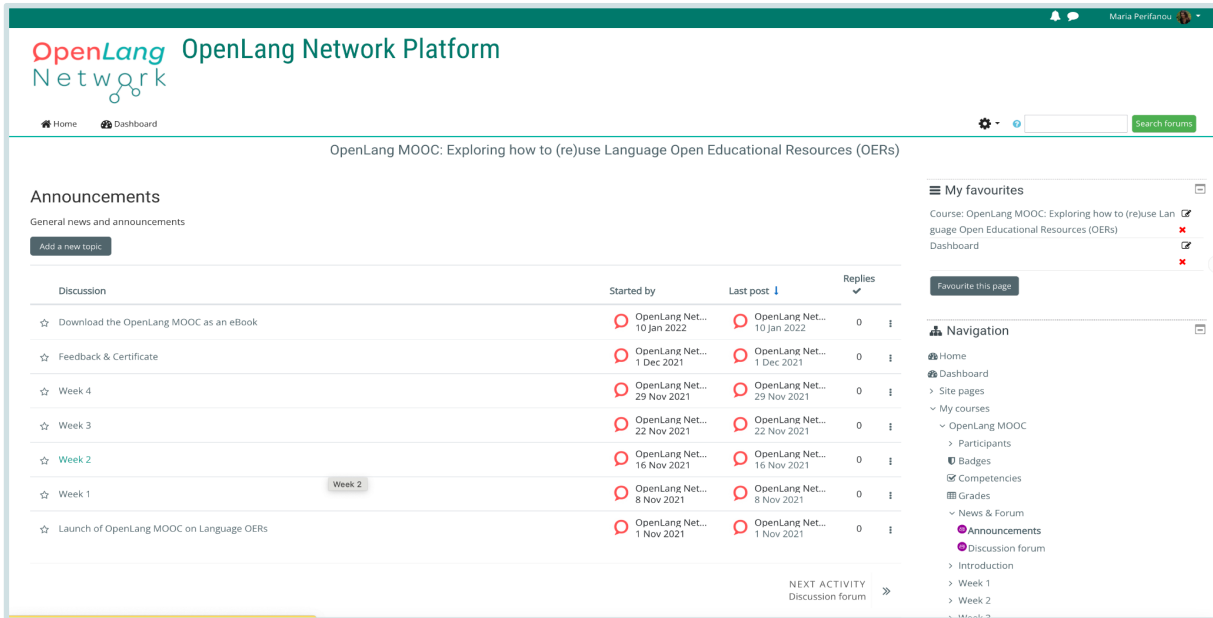 Maria Perifanou
OpenLang
Network
OpenLang Network Platform
Home
Dashboard
Search forums
OpenLang MOOC: Exploring how to (re)use Language Open Educational Resources (OERs)
Announcements
General news and announcements
Add a new topic
Discussion
Started by
Last post
Replies
Download the OpenLang MOOC as an eBook
OpenLang Net...
10 Jan 2022
OpenLang Net...
10 Jan 2022
0
Feedback & Certificate
OpenLang Net...
1 Dec 2021
OpenLang Net...
1 Dec 2021
0
Week 4
OpenLang Net...
29 Nov 2021
OpenLang Net...
29 Nov 2021
0
Week 3
OpenLang Net...
22 Nov 2021
OpenLang Net...
22 Nov 2021
0
Week 2
OpenLang Net...
16 Nov 2021
OpenLang Net...
16 Nov 2021
0
Week 2
Week 1
OpenLang Net...
8 Nov 2021
OpenLang Net...
8 Nov 2021
0
Launch of OpenLang MOOC on Language OERs
OpenLang Net...
1 Nov 2021
OpenLang Net...
1 Nov 2021
0
NEXT ACTIVITY
Discussion forum
My favourites
Course: OpenLang MOOC: Exploring how to (re)use Lan
guage Open Educational Resources (OERs)
Dashboard
Favourite this page
Navigation
Home
Dashboard
Site pages
My courses
OpenLang MOOC
Participants
Badges
Competencies
Grades
News & Forum
Announcements
Discussion forum
Introduction
Week 1
Week 2
Week 3